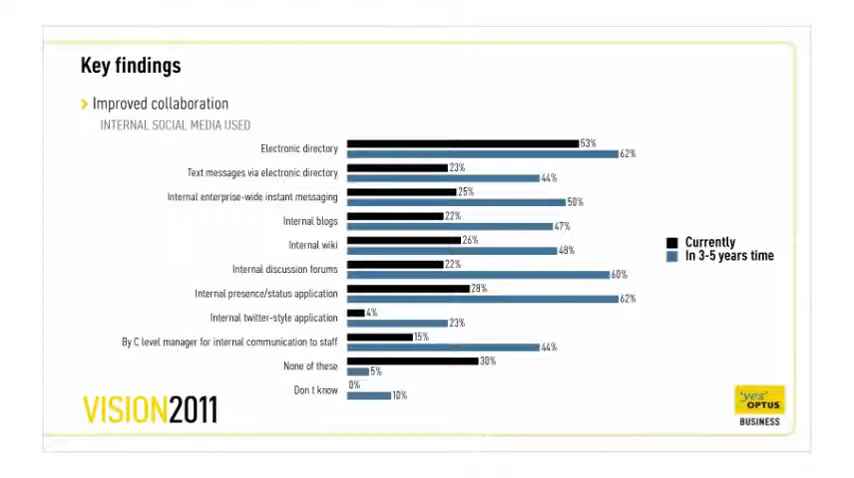 Key findings
Improved collaboration
INTERNAL SOCIAL MEDIA USED
Electronic directory 53% 62%
Text messages via electronic directory 23% 44%
Internal enterprise-wide instant messaging 25% 50%
Internal blogs 22% 47%
Internal wiki 26% 48%
Internal discussion forums 22% 60%
Internal presence/status application 28% 62%
Internal twitter-style application 4% 23%
By C level manager for internal communication to staff 15% 44%
None of these 30% 5%
Don t know 0% 10%
Currently
In 3-5 years time
VISION2011
'yes'
OPTUS
BUSINESS